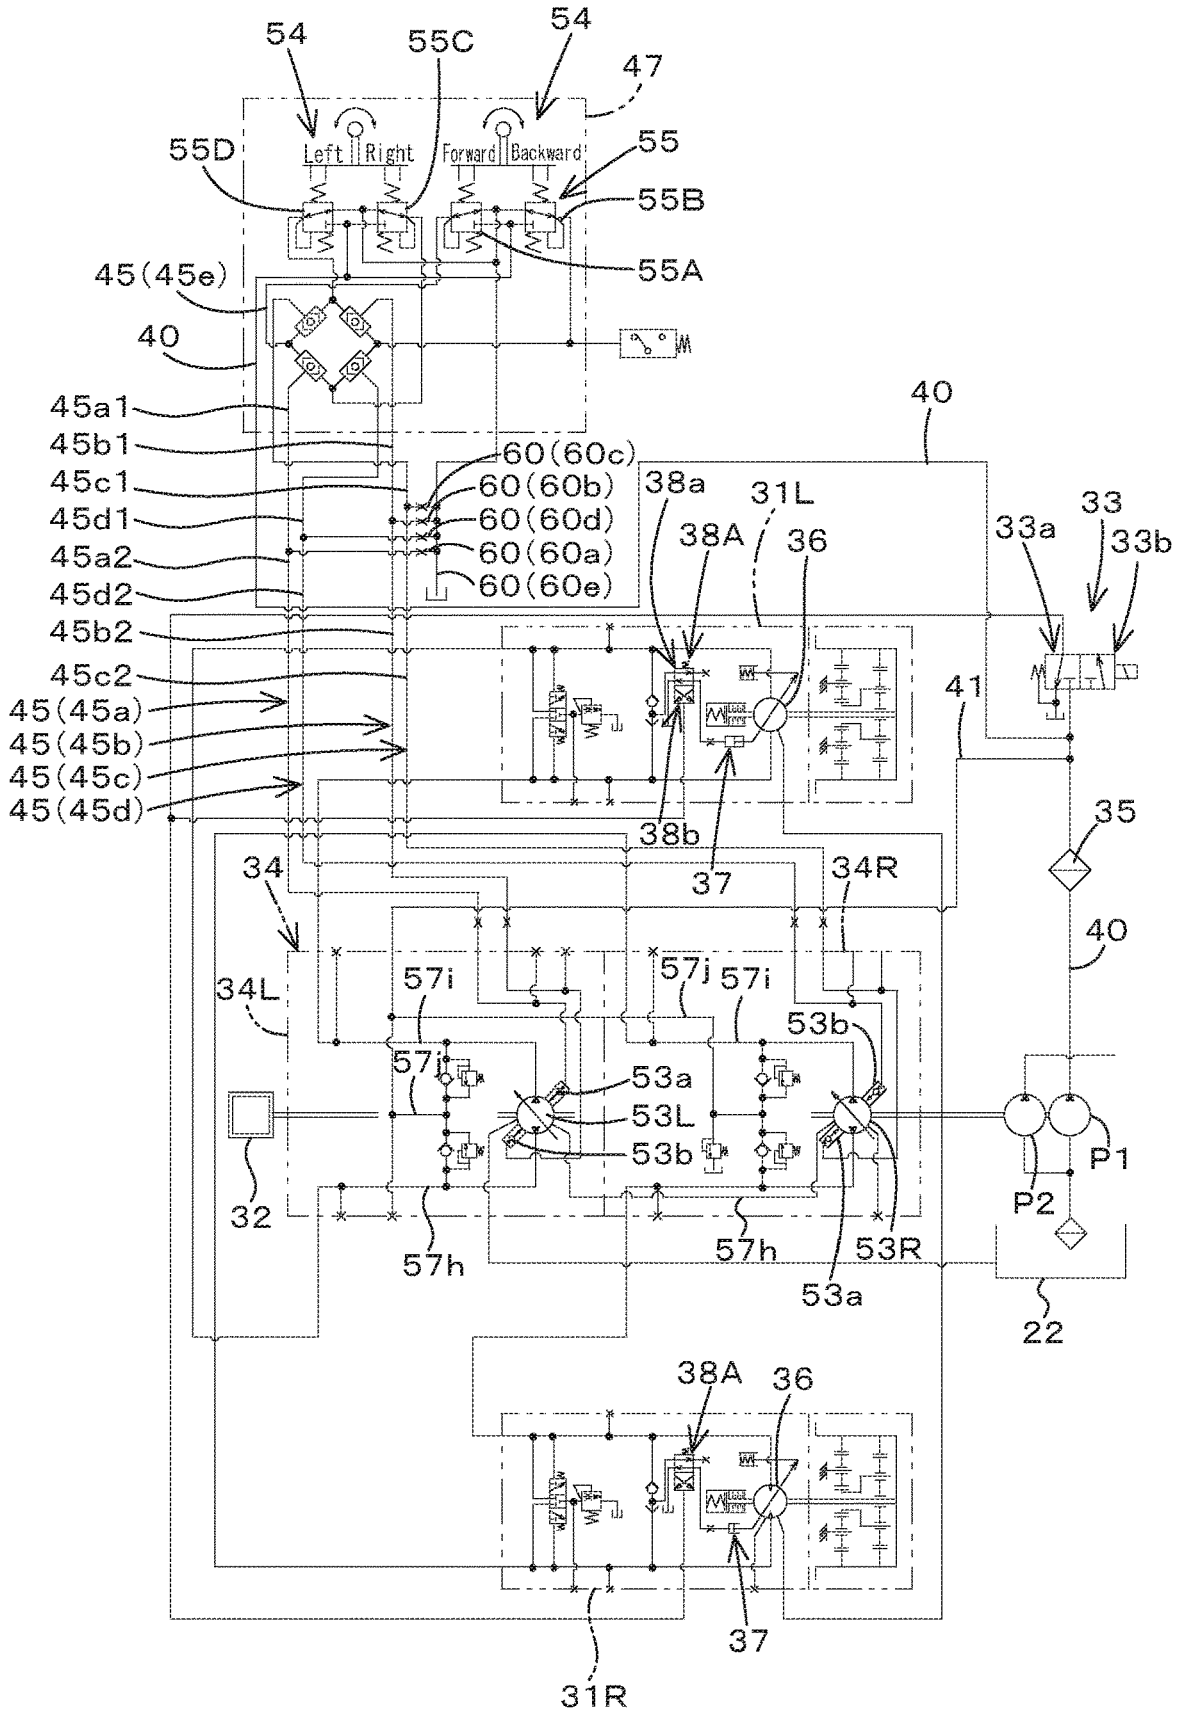 54
54
55C
47
55D
Left
Right
Forward
Backward
55
55B
45(45e)
55A
40
45a1
40
45b1
60(60c)
45c1
60(60b)
38a
31L
45d1
60(60d)
38A
36
33
33a
33b
45a2
60(60a)
45d2
60(60e)
45b2
45c2
41
45(45a)
45(45b)
45(45c)
45(45d)
38b
35
37
34
34R
40
57i
57j
57i
34L
53b
57j
53a
53L
53b
P1
32
P2
57h
57h
53R
53a
22
38A
36
37
31R